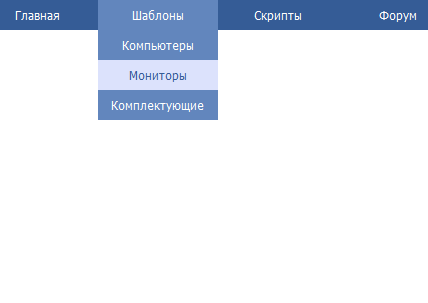 Главная Шаблоны Скрипты Форум
Компьютеры
Мониторы
Комплектующие